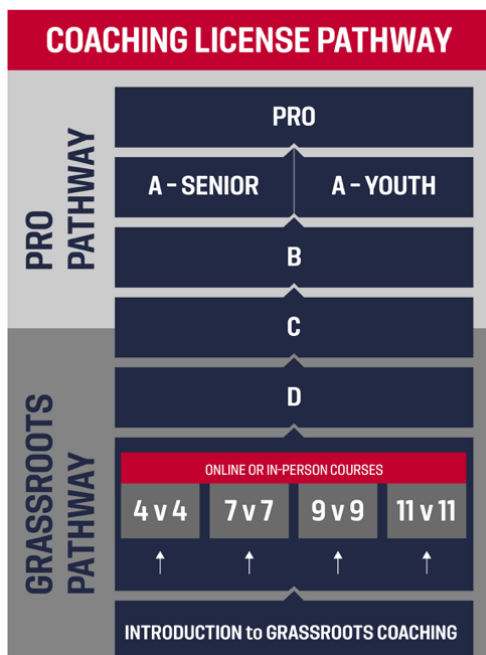 COACHING LICENSE PATHWAY
PRO PATHWAY
PRO
A – SENIOR
A – YOUTH
B
C
GRASSROOTS PATHWAY
D
ONLINE OR IN-PERSON COURSES
4 v 4
7 v 7
9 v 9
11 v 11
INTRODUCTION to GRASSROOTS COACHING